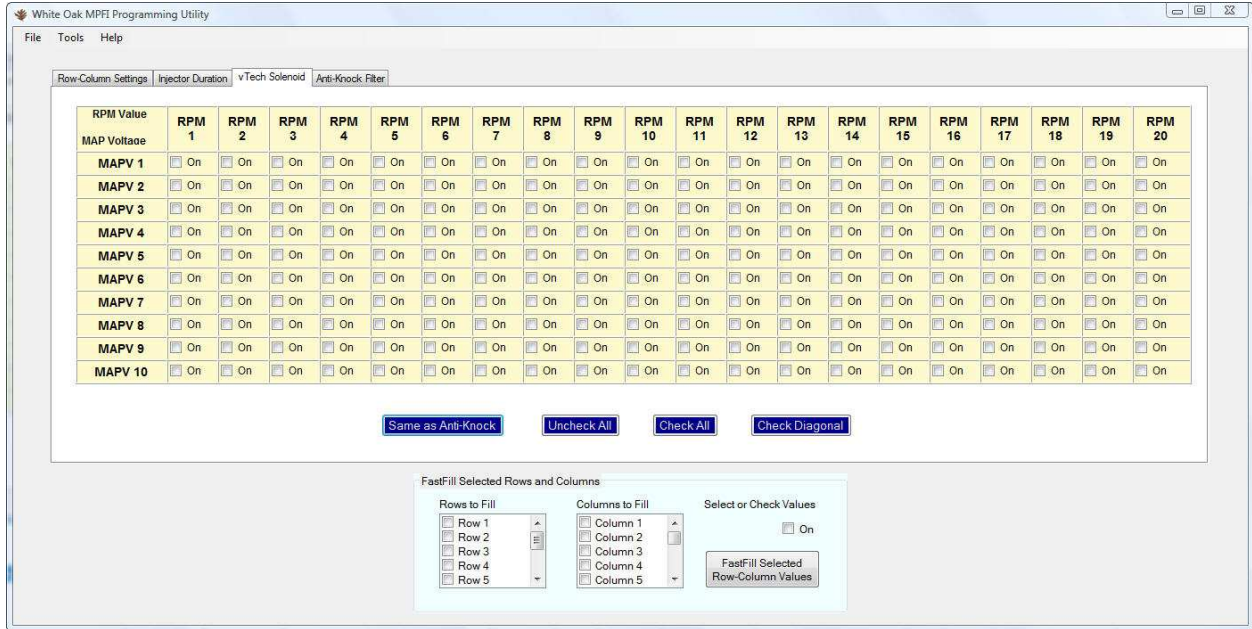 White Oak MPFI Programming Utility
File Tools Help
Row-Column Settings Injector Duration vTech Solenoid Anti-Knock Filter
RPM Value RPM RPM RPM RPM RPM RPM RPM RPM RPM RPM RPM RPM RPM RPM RPM RPM RPM RPM RPM RPM
MAP Voltage 1 2 3 4 5 6 7 8 9 10 11 12 13 14 15 16 17 18 19 20
MAPV 1 On On On On On On On On On On On On On On On On On On On On
MAPV 2 On On On On On On On On On On On On On On On On On On On On
MAPV 3 On On On On On On On On On On On On On On On On On On On On
MAPV 4 On On On On On On On On On On On On On On On On On On On On
MAPV 5 On On On On On On On On On On On On On On On On On On On On
MAPV 6 On On On On On On On On On On On On On On On On On On On On
MAPV 7 On On On On On On On On On On On On On On On On On On On On
MAPV 8 On On On On On On On On On On On On On On On On On On On On
MAPV 9 On On On On On On On On On On On On On On On On On On On On
MAPV 10 On On On On On On On On On On On On On On On On On On On On
Same as Anti-Knock Uncheck All Check All Check Diagonal
FastFill Selected Rows and Columns
Rows to Fill Columns to Fill Select or Check Values
Row 1 Column 1
Row 2 Column 2 On
Row 3 Column 3
Row 4 Column 4 FastFill Selected
Row 5 Column 5 Row-Column Values